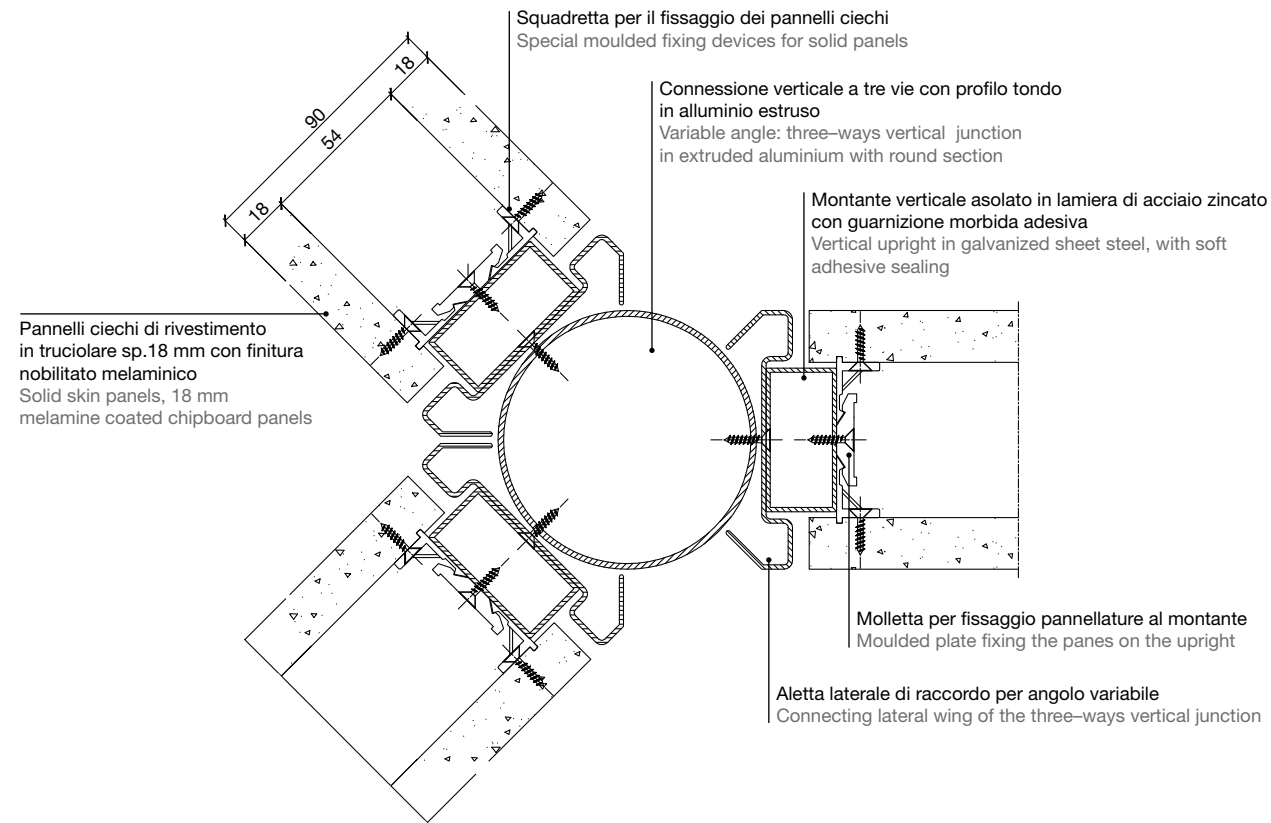 Squadretta per il fissaggio dei pannelli ciechi
Special moulded fixing devices for solid panels
Connessione verticale a tre vie con profilo tondo
in alluminio estruso
Variable angle: three–ways vertical junction
in extruded aluminium with round section
Montante verticale asolato in lamiera di acciaio zincato
con guarnizione morbida adesiva
Vertical upright in galvanized sheet steel, with soft
adhesive sealing
18
90
54
18
Pannelli ciechi di rivestimento
in truciolare sp.18 mm con finitura
nobilitato melaminico
Solid skin panels, 18 mm
melamine coated chipboard panels
Molletta per fissaggio pannellature al montante
Moulded plate fixing the panes on the upright
Aletta laterale di raccordo per angolo variabile
Connecting lateral wing of the three–ways vertical junction